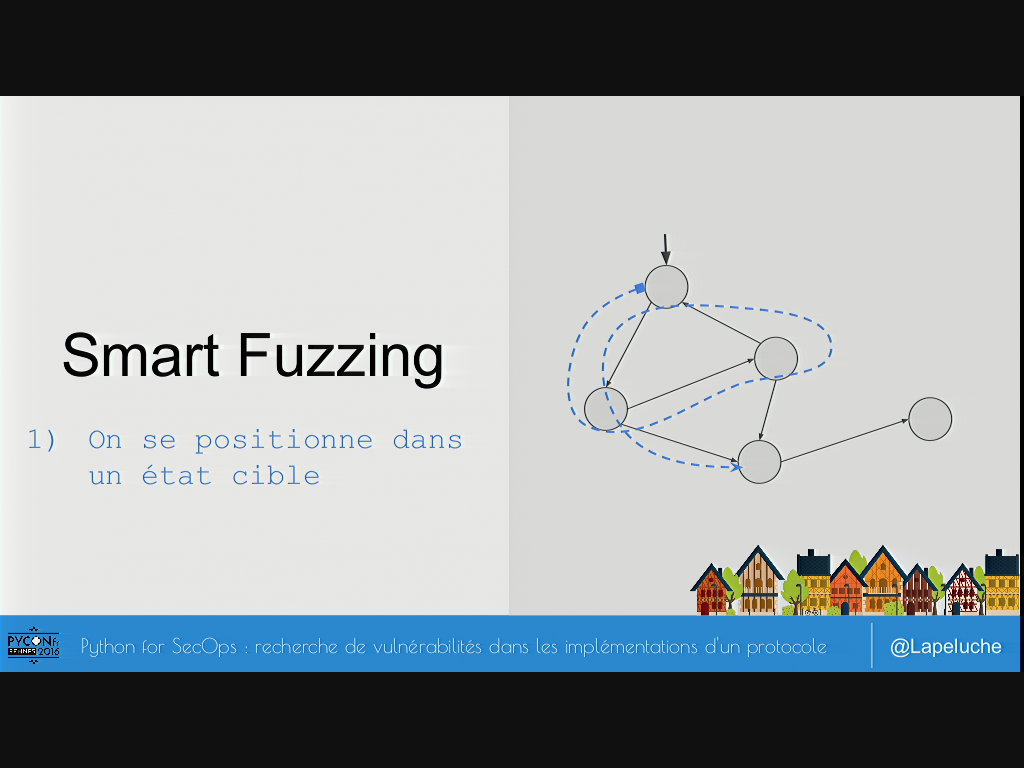 Smart Fuzzing
1) On se positionne dans
un état cible
PYCONfr
RENNES 2016
Python for SecOps : recherche de vulnérabilités dans les implémentations d'un protocole
@Lapeluche